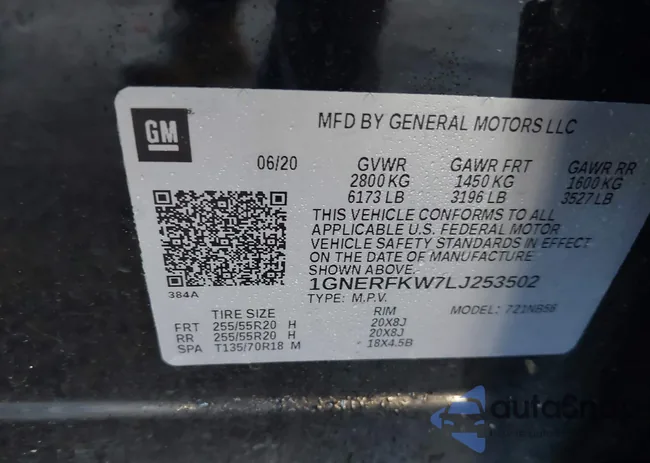 GM
MFD BY GENERAL MOTORS LLC
06/20 GVWR GAWR FRT GAWR RR
2800 KG 1450 KG 1600 KG
6173 LB 3196 LB 3527 LB
THIS VEHICLE CONFORMS TO ALL
APPLICABLE U.S. FEDERAL MOTOR
VEHICLE SAFETY STANDARDS IN EFFECT
ON THE DATE OF MANUFACTURE
SHOWN ABOVE.
1GNERFKW7LJ253502
384A
TYPE: M.P.V. MODEL: 721NB56
TIRE SIZE RIM
FRT 255/55R20 H 20X8J
RR 255/55R20 H 20X8J
SPA T135/70R18 M 18X4.5B